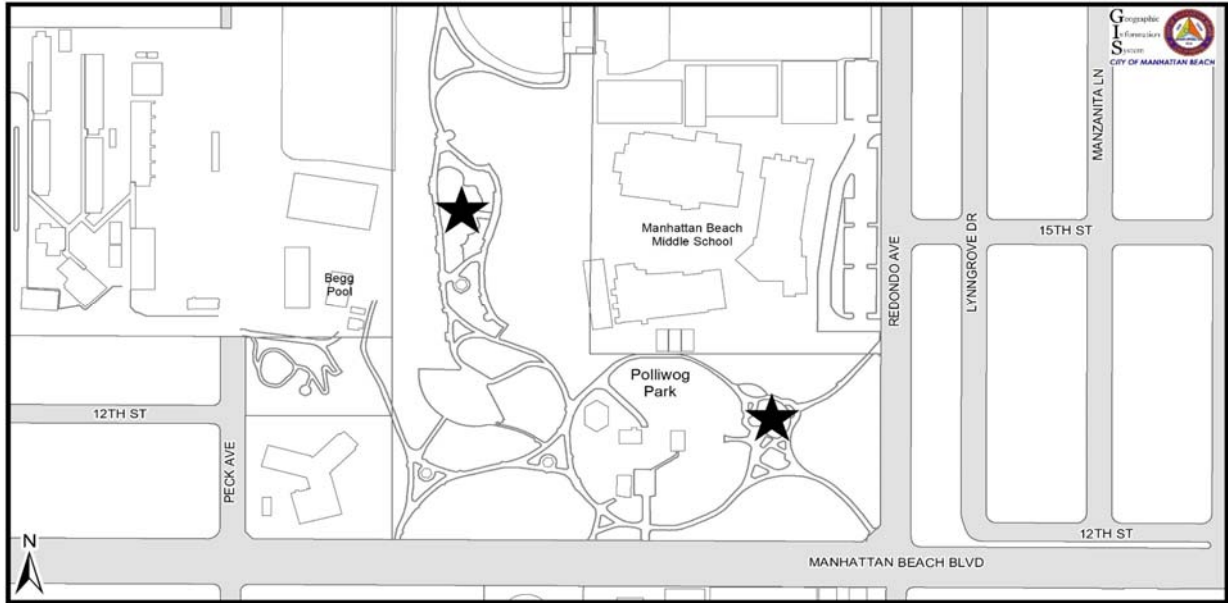 Geographic
Information
System
CITY OF MANHATTAN BEACH
MANZANITA LN
15TH ST
Manhattan Beach
Middle School
REDONDO AVE
LYNNGROVE DR
Begg
Pool
Polliwog
Park
12TH ST
PECK AVE
12TH ST
N
MANHATTAN BEACH BLVD